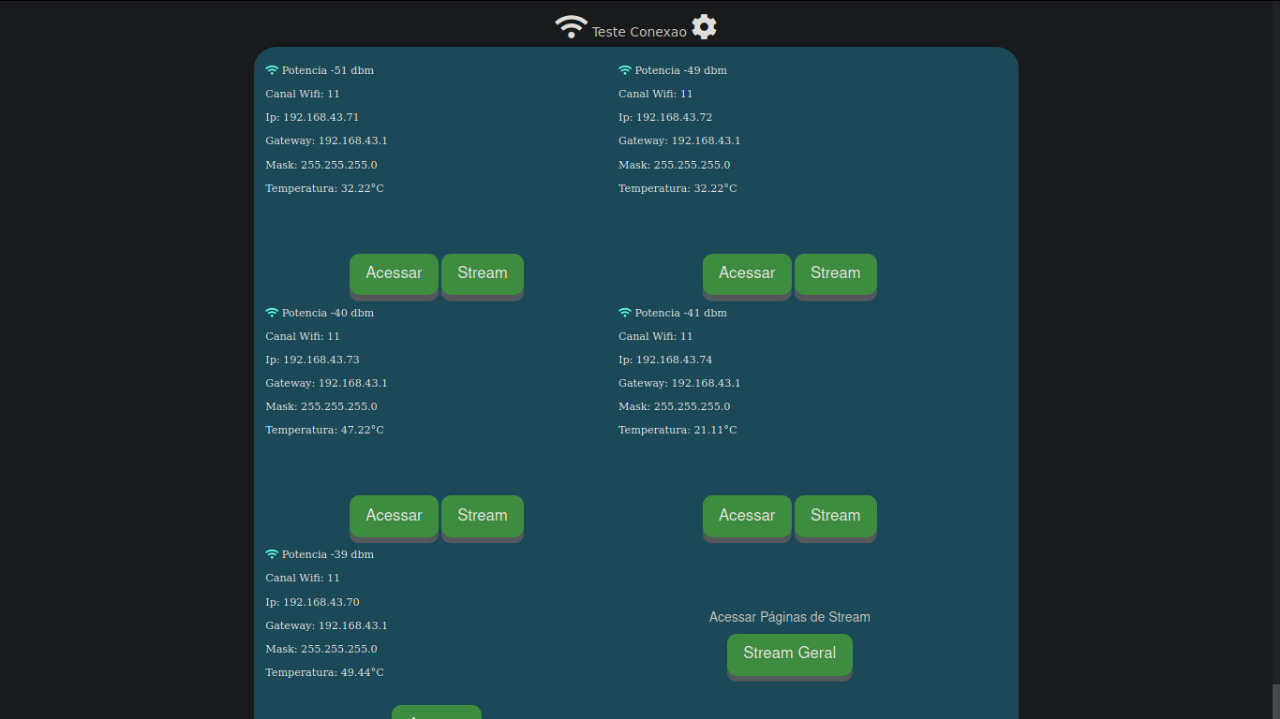 Teste Conexao
Potencia -51 dbm
Canal Wifi: 11
Ip: 192.168.43.71
Gateway: 192.168.43.1
Mask: 255.255.255.0
Temperatura: 32.22°C
Acessar
Stream
Potencia -49 dbm
Canal Wifi: 11
Ip: 192.168.43.72
Gateway: 192.168.43.1
Mask: 255.255.255.0
Temperatura: 32.22°C
Acessar
Stream
Potencia -40 dbm
Canal Wifi: 11
Ip: 192.168.43.73
Gateway: 192.168.43.1
Mask: 255.255.255.0
Temperatura: 47.22°C
Acessar
Stream
Potencia -41 dbm
Canal Wifi: 11
Ip: 192.168.43.74
Gateway: 192.168.43.1
Mask: 255.255.255.0
Temperatura: 21.11°C
Acessar
Stream
Potencia -39 dbm
Canal Wifi: 11
Ip: 192.168.43.70
Gateway: 192.168.43.1
Mask: 255.255.255.0
Temperatura: 49.44°C
Acessar Páginas de Stream
Stream Geral